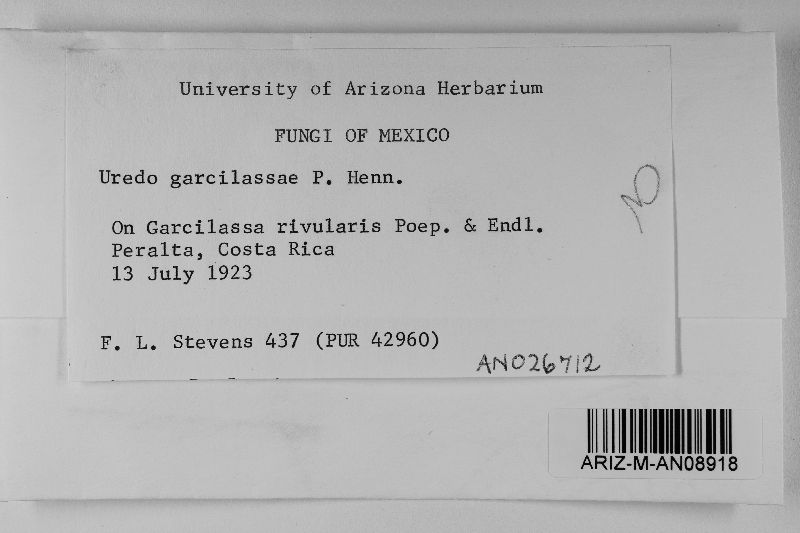 University of Arizona Herbarium
FUNGI OF MEXICO
Uredo garcilassae P. Henn.
On Garcilassa rivularis Poep. & Endl.
Peralta, Costa Rica
13 July 1923
F. L. Stevens 437 (PUR 42960)
AN026712
ARIZ-M-AN08918